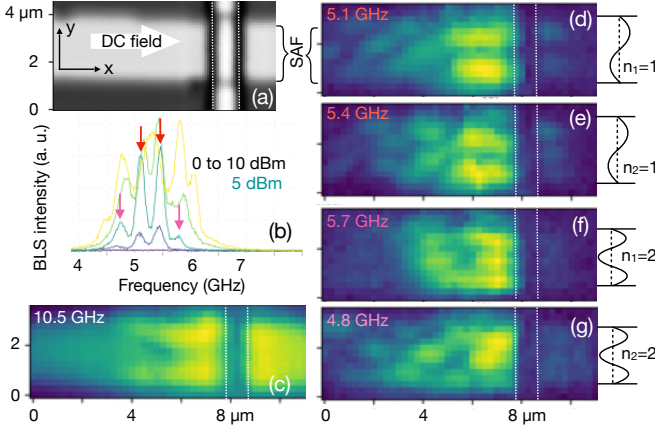 4 μm
y
2
DC field
x
0
(a)
SAF
BLS intensity (a. u.)
0 to 10 dBm
5 dBm
(b)
4 5 6 7
Frequency (GHz)
10.5 GHz
2
0
(c)
0 4 8 μm
5.1 GHz
(d)
n₁=1
5.4 GHz
(e)
n₂=1
5.7 GHz
(f)
n₁=2
4.8 GHz
(g)
n₂=2
0 4 8 μm